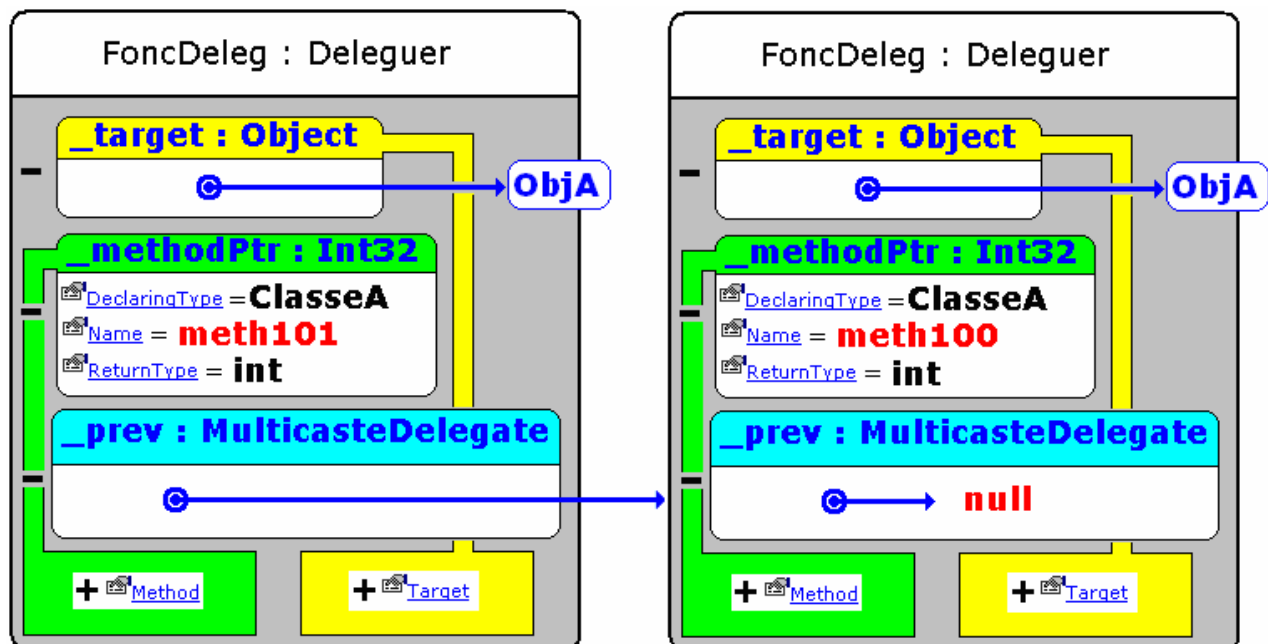 FoncDeleg : Deleguer
_target : Object
ObjA
_methodPtr : Int32
DeclaringType = ClasseA
Name = meth101
ReturnType = int
_prev : MulticasteDelegate
+ Method
+ Target
FoncDeleg : Deleguer
_target : Object
ObjA
_methodPtr : Int32
DeclaringType = ClasseA
Name = meth100
ReturnType = int
_prev : MulticasteDelegate
null
+ Method
+ Target